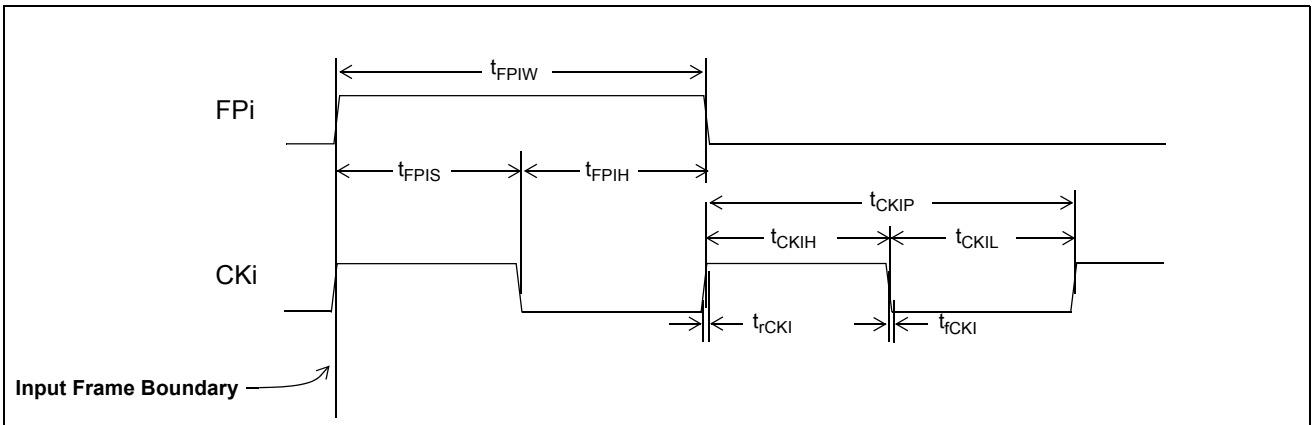 tFPIW
FPi
tFPIS
tFPIH
tCKIP
tCKIH
tCKIL
CKi
trCKI
tfCKI
Input Frame Boundary